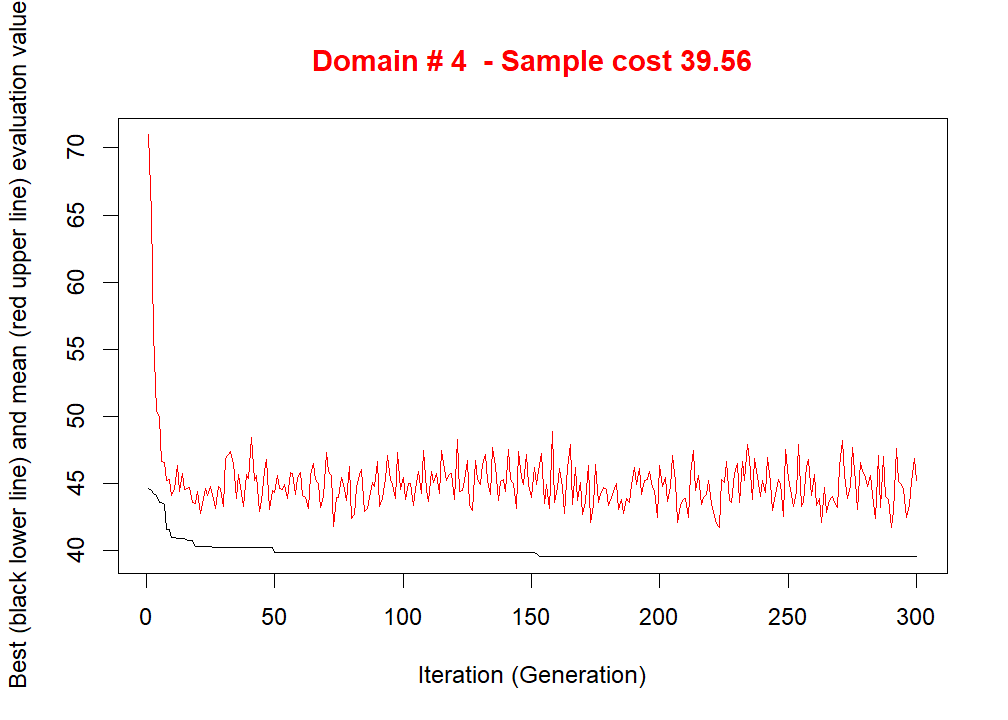 Domain # 4  - Sample cost 39.56
Best (black lower line) and mean (red upper line) evaluation value
70
65
60
55
50
45
40
0 50 100 150 200 250 300
Iteration (Generation)